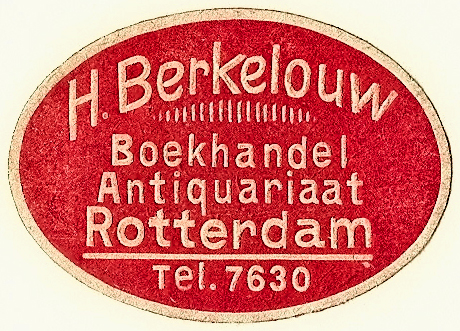 H. Berkelouw
Boekhandel
Antiquariaat
Rotterdam
Tel. 7630